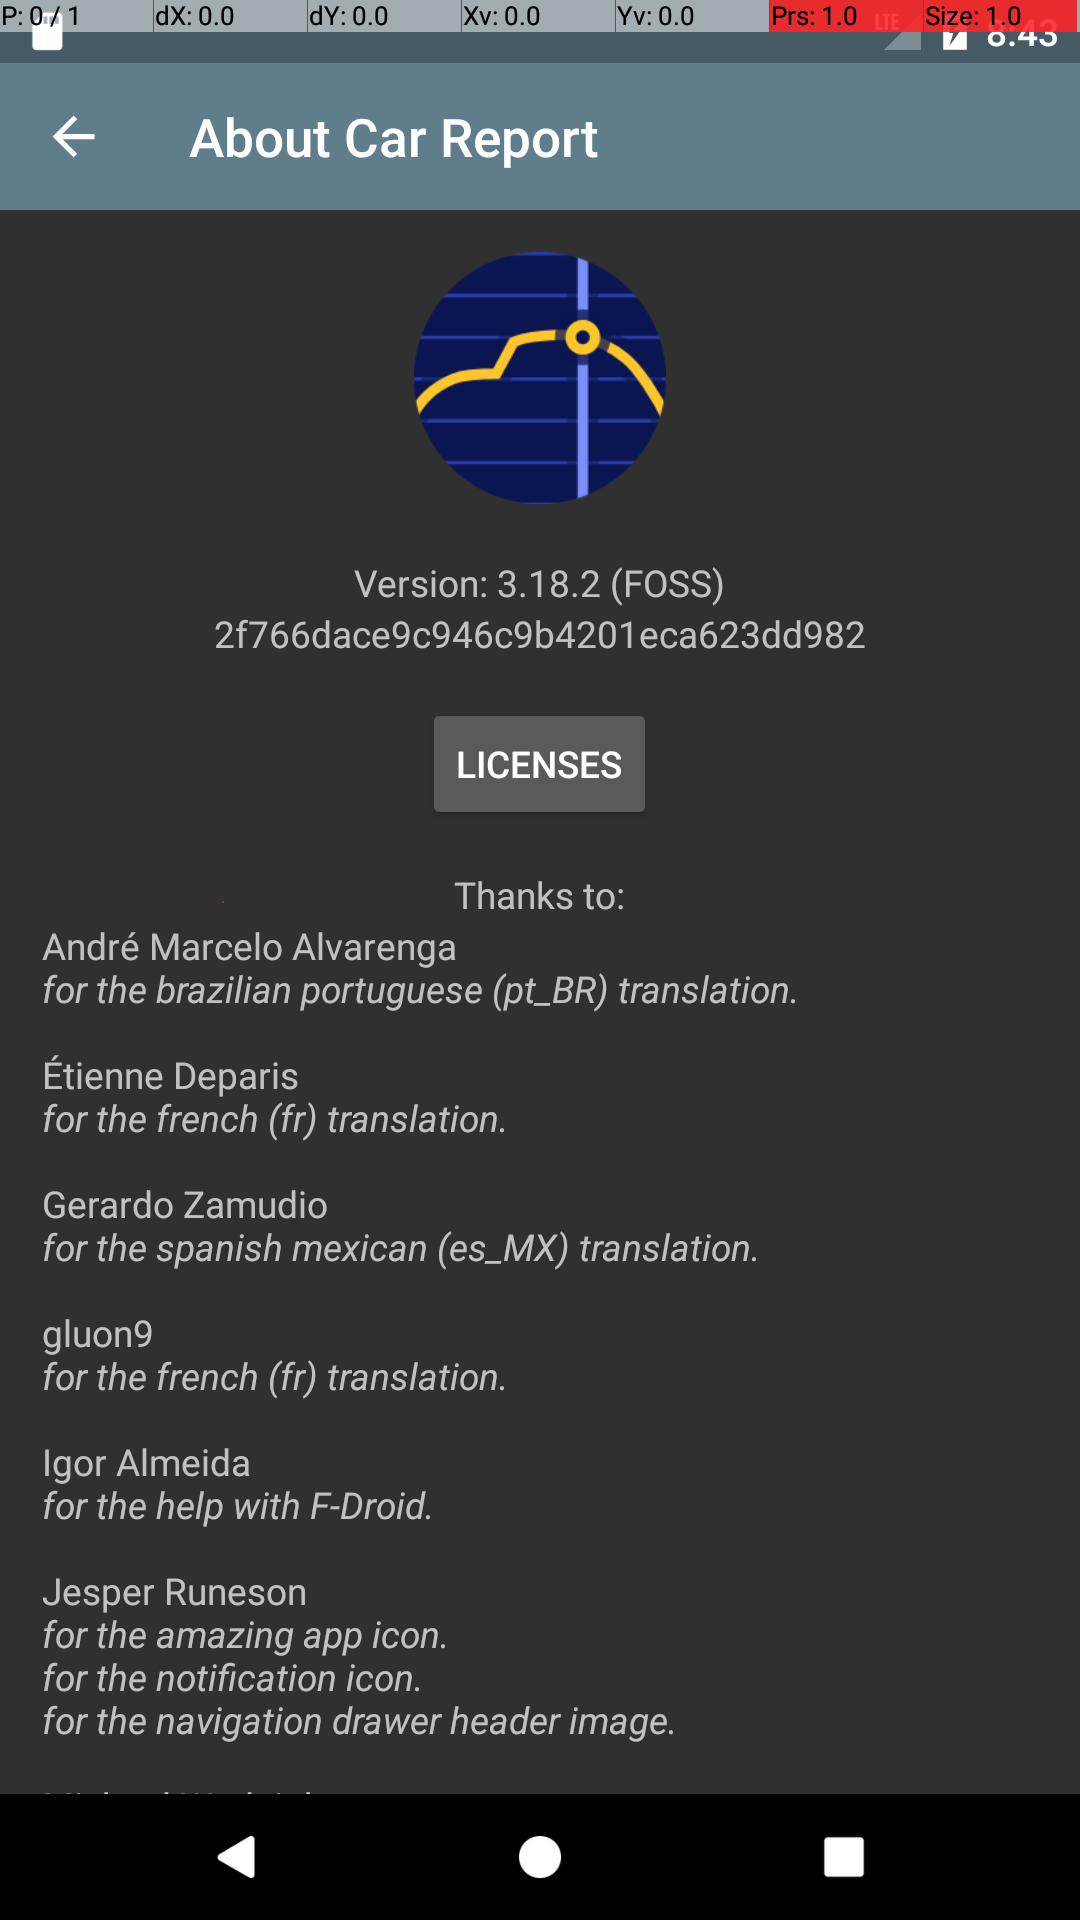 P: 0 / 1 dX: 0.0 dY: 0.0 Xv: 0.0 Yv: 0.0 Prs: 1.0 Size: 1.0
LTE 8:43
About Car Report
Version: 3.18.2 (FOSS)
2f766dace9c946c9b4201eca623dd982
LICENSES
Thanks to:
André Marcelo Alvarenga
for the brazilian portuguese (pt_BR) translation.
Étienne Deparis
for the french (fr) translation.
Gerardo Zamudio
for the spanish mexican (es_MX) translation.
gluon9
for the french (fr) translation.
Igor Almeida
for the help with F-Droid.
Jesper Runeson
for the amazing app icon.
for the notification icon.
for the navigation drawer header image.